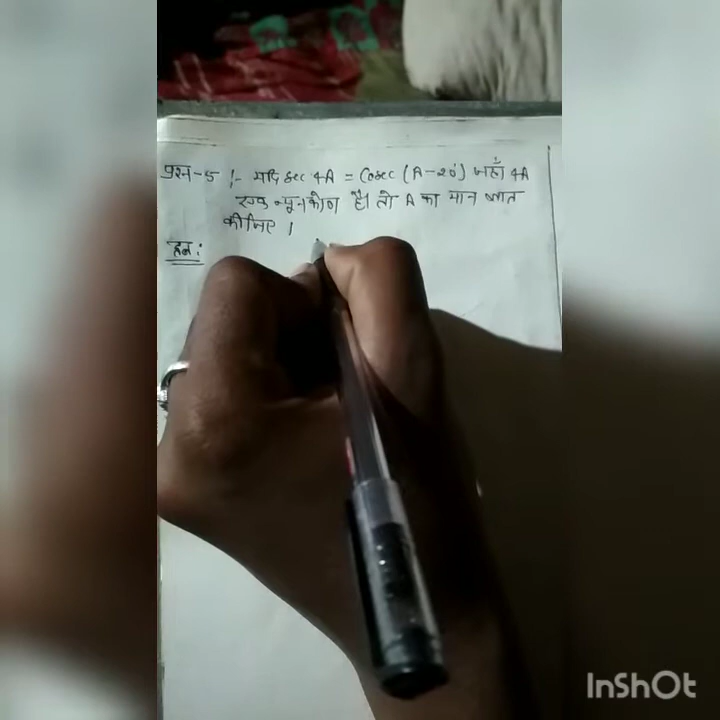 प्रश्न-5 :- यदि sec 4A = Cosec (A-20°) जहाँ 4A
एक न्यूनकोण है। तो A का मान ज्ञात
कीजिए ।
हल:
InShOt